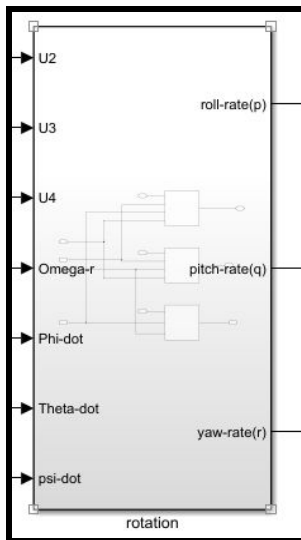 U2
roll-rate(p)
U3
U4
Omega-r
pitch-rate(q)
Phi-dot
Theta-dot
yaw-rate(r)
psi-dot
rotation